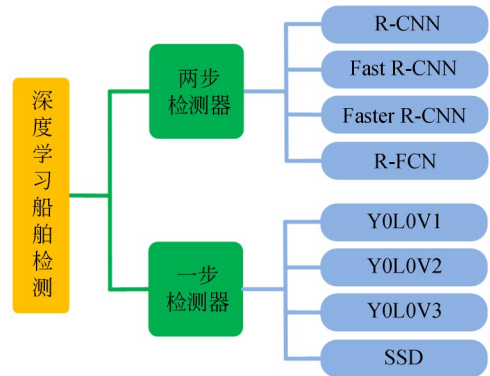 深度学习船舶检测
两步
检测器
R-CNN
Fast R-CNN
Faster R-CNN
R-FCN
一步
检测器
Y0L0V1
Y0L0V2
Y0L0V3
SSD